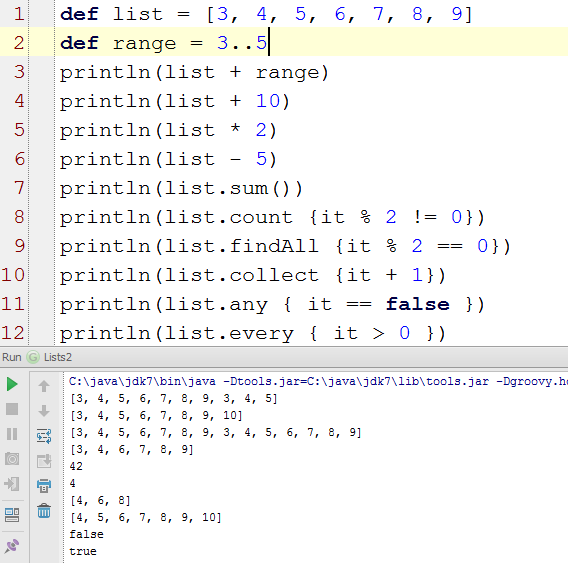 1 def list = [3, 4, 5, 6, 7, 8, 9]
2 def range = 3..5
3 println(list + range)
4 println(list + 10)
5 println(list * 2)
6 println(list - 5)
7 println(list.sum())
8 println(list.count {it % 2 != 0})
9 println(list.findAll {it % 2 == 0})
10 println(list.collect {it + 1})
11 println(list.any { it == false })
12 println(list.every { it > 0 })
Run G Lists2
C:\java\jdk7\bin\java -Dtools.jar=C:\java\jdk7\lib\tools.jar -Dgroovy.ho
[3, 4, 5, 6, 7, 8, 9, 3, 4, 5]
[3, 4, 5, 6, 7, 8, 9, 10]
[3, 4, 5, 6, 7, 8, 9, 3, 4, 5, 6, 7, 8, 9]
[3, 4, 6, 7, 8, 9]
42
4
[4, 6, 8]
[4, 5, 6, 7, 8, 9, 10]
false
true